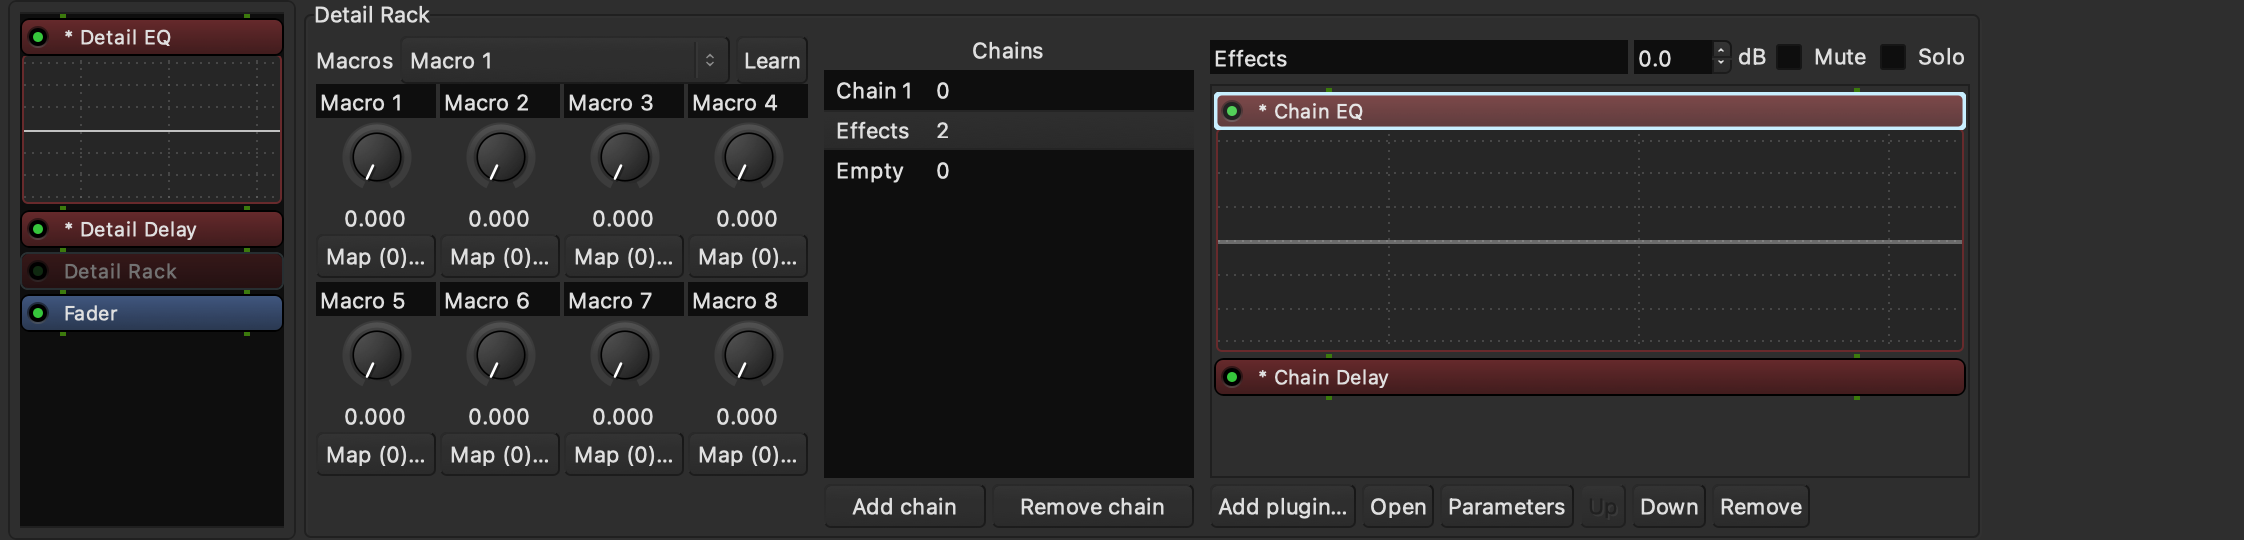 * Detail EQ
* Detail Delay
Detail Rack
Fader
Detail Rack
Macros Macro 1 Learn
Macro 1 Macro 2 Macro 3 Macro 4
0.000 0.000 0.000 0.000
Map (0)... Map (0)... Map (0)... Map (0)...
Macro 5 Macro 6 Macro 7 Macro 8
0.000 0.000 0.000 0.000
Map (0)... Map (0)... Map (0)... Map (0)...
Chains
Chain 1 0
Effects 2
Empty 0
Add chain Remove chain
Effects 0.0 dB Mute Solo
* Chain EQ
* Chain Delay
Add plugin... Open Parameters Up Down Remove